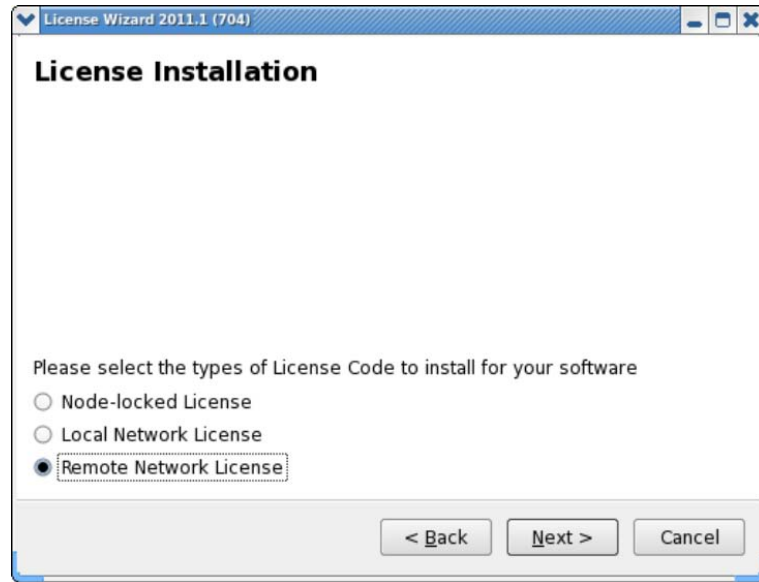 License Wizard 2011.1 (704)
License Installation
Please select the types of License Code to install for your software
Node-locked License
Local Network License
Remote Network License
< Back
Next >
Cancel